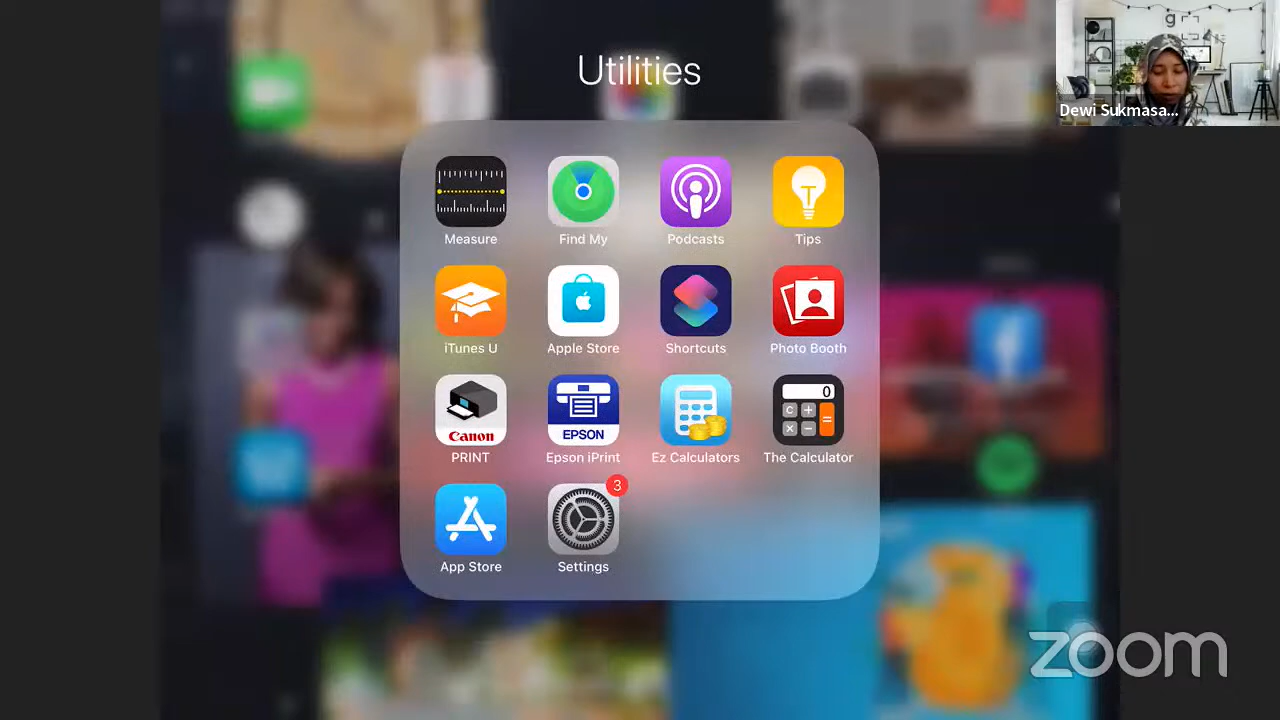 Utilities
Dewi Sukmasa...
Measure
Find My
Podcasts
Tips
iTunes U
Apple Store
Shortcuts
Photo Booth
Canon
EPSON
0
C
PRINT
Epson iPrint
Ez Calculators
The Calculator
3
App Store
Settings
zoom